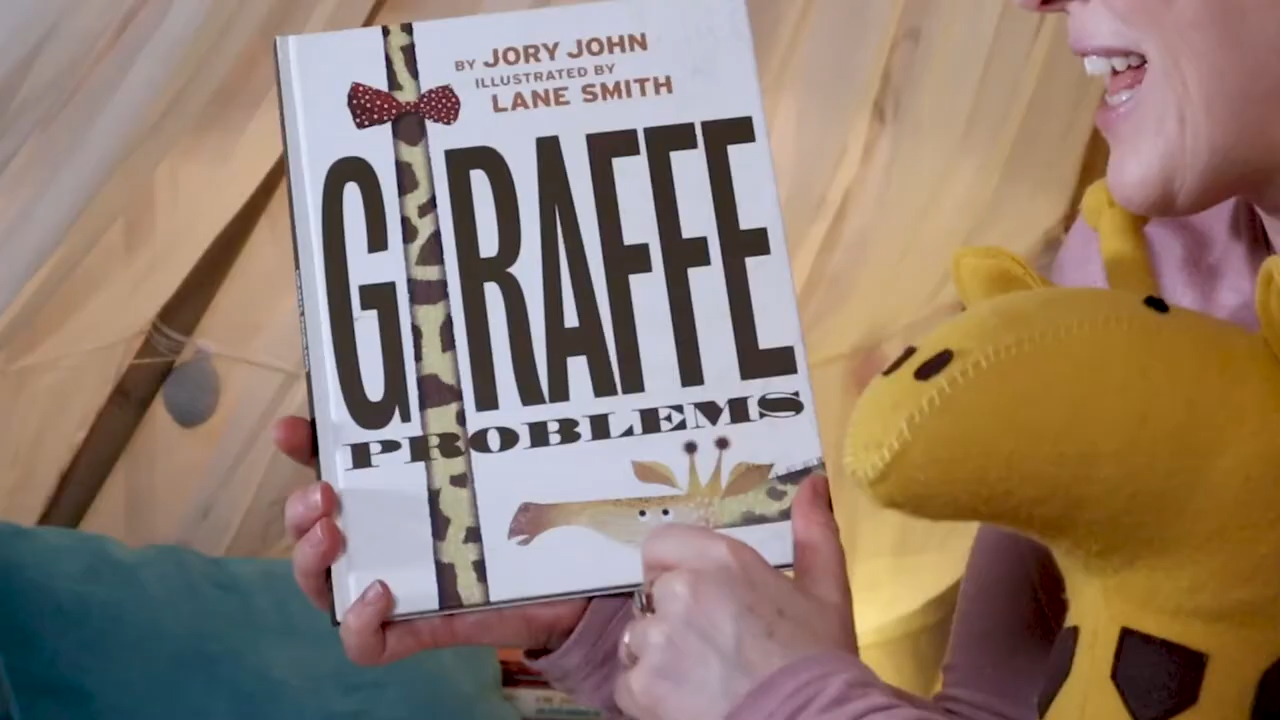 BY JORY JOHN
ILLUSTRATED BY
LANE SMITH
GIRAFFE
PROBLEMS